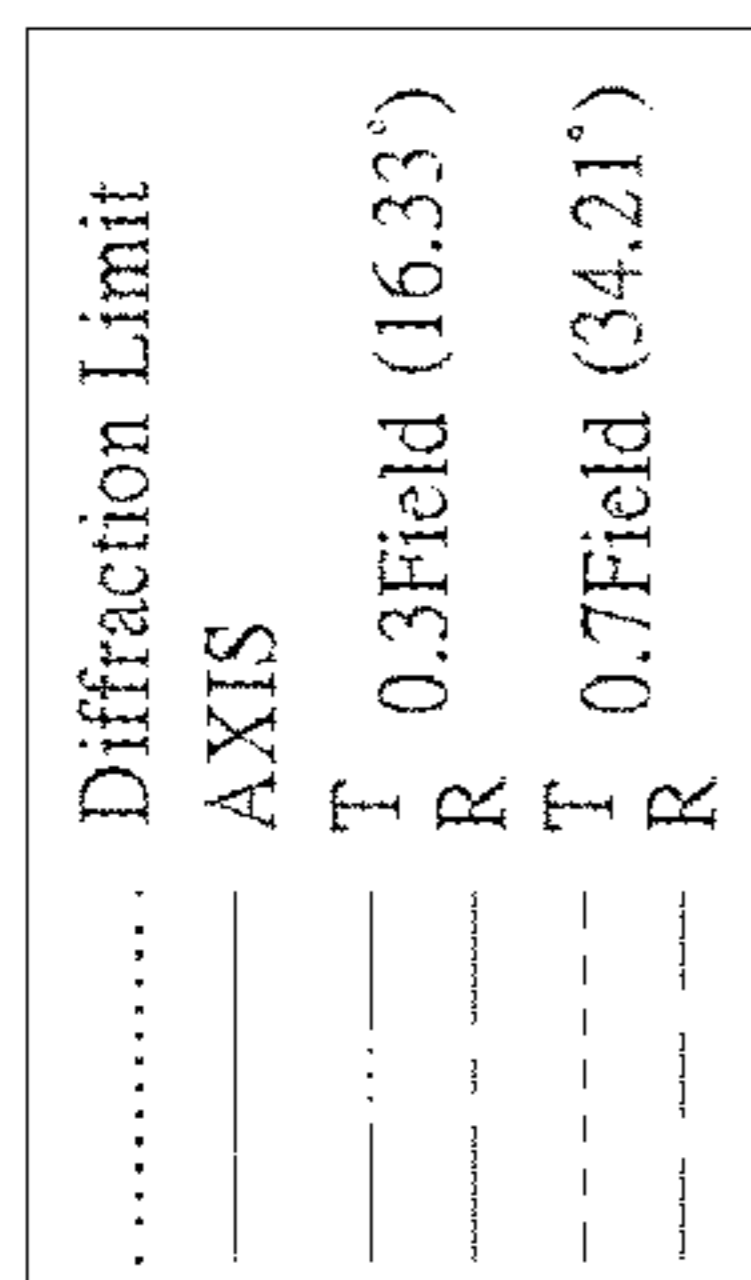 Diffraction Limit
AXIS
T
0.3Field (16.33°)
R
T
0.7Field (34.21°)
R